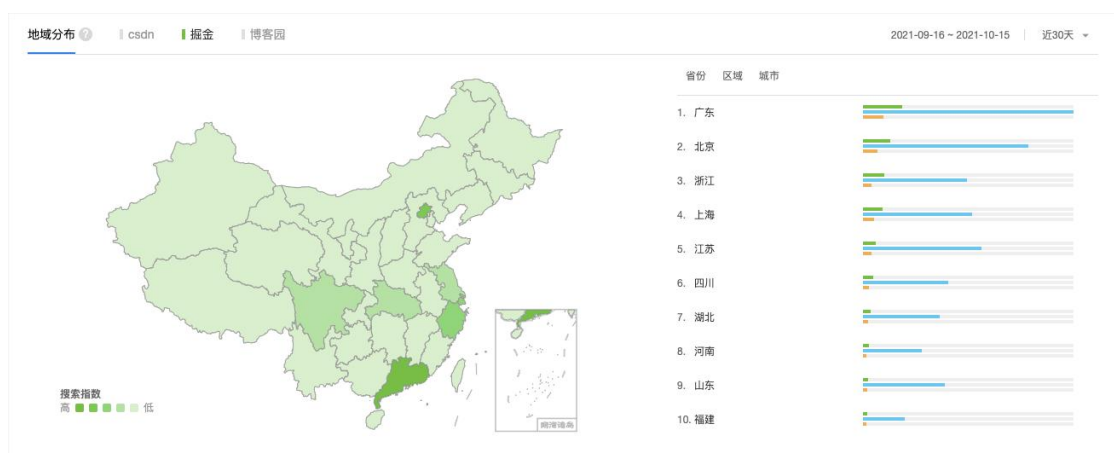 地域分布 ? csdn 掘金 博客园 2021-09-16 ~ 2021-10-15 近30天
省份 区域 城市
1. 广东
2. 北京
3. 浙江
4. 上海
5. 江苏
6. 四川
7. 湖北
8. 河南
9. 山东
10. 福建
搜索指数
高 低
南海诸岛